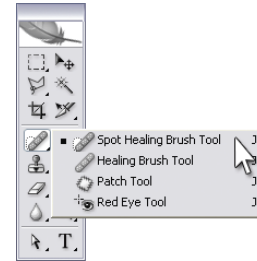 Spot Healing Brush Tool J
Healing Brush Tool J
Patch Tool J
Red Eye Tool J
T